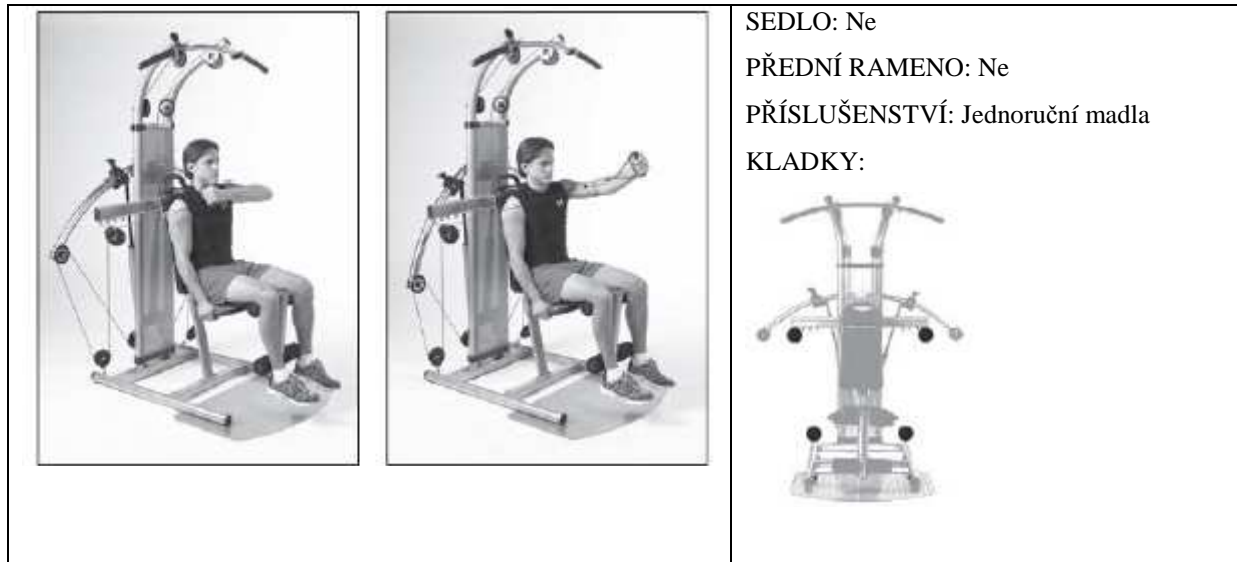 SEDLO: Ne
PŘEDNÍ RAMENO: Ne
PŘÍSLUŠENSTVÍ: Jednoruční madla
KLADKY: